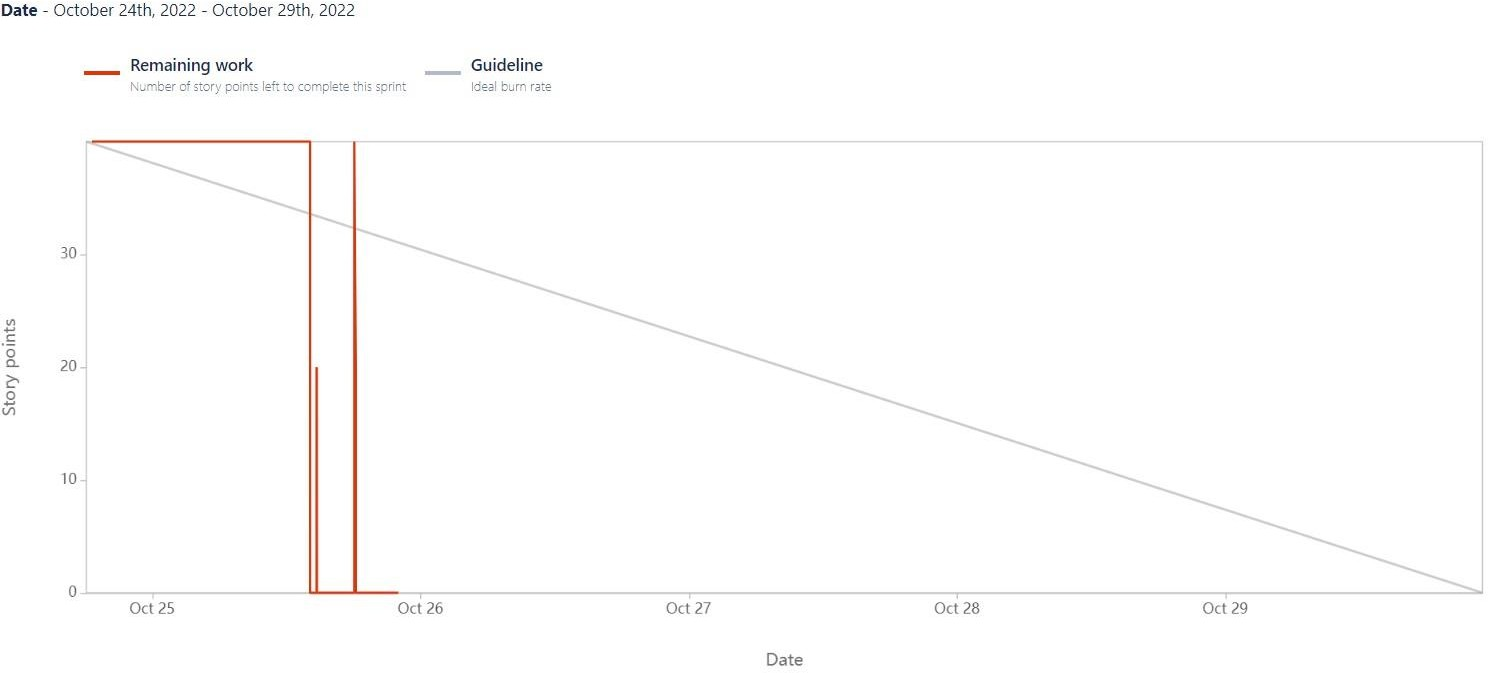 Date - October 24th, 2022 - October 29th, 2022
Remaining work
Number of story points left to complete this sprint
Guideline
Ideal burn rate
Story points
30
20
10
0
Oct 25
Oct 26
Oct 27
Oct 28
Oct 29
Date